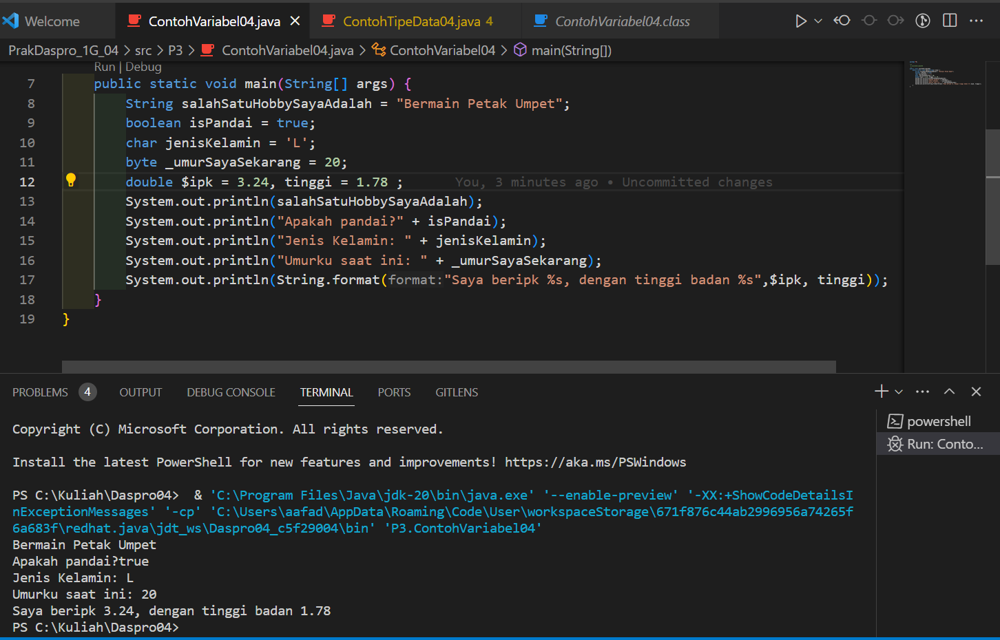 Welcome ContohVariabel04.java ContohTipeData04.java 4 ContohVariabel04.class
PrakDaspro_1G_04 > src > P3 > ContohVariabel04.java > ContohVariabel04 > main(String[])
Run | Debug
7 public static void main(String[] args) {
8 String salahSatuHobbySayaAdalah = "Bermain Petak Umpet";
9 boolean isPandai = true;
10 char jenisKelamin = 'L';
11 byte _umurSayaSekarang = 20;
12 double $ipk = 3.24, tinggi = 1.78 ; You, 3 minutes ago • Uncommitted changes
13 System.out.println(salahSatuHobbySayaAdalah);
14 System.out.println("Apakah pandai?" + isPandai);
15 System.out.println("Jenis Kelamin: " + jenisKelamin);
16 System.out.println("Umurku saat ini: " + _umurSayaSekarang);
17 System.out.println(String.format(format:"Saya beripk %s, dengan tinggi badan %s",$ipk, tinggi));
18 }
19 }
PROBLEMS 4 OUTPUT DEBUG CONSOLE TERMINAL PORTS GITLENS
powershell
Run: Conto...
Copyright (C) Microsoft Corporation. All rights reserved.
Install the latest PowerShell for new features and improvements! https://aka.ms/PSWindows
PS C:\Kuliah\Daspro04>  & 'C:\Program Files\Java\jdk-20\bin\java.exe' '--enable-preview' '-XX:+ShowCodeDetailsI
nExceptionMessages' '-cp' 'C:\Users\aafad\AppData\Roaming\Code\User\workspaceStorage\671f876c44ab2996956a74265f
6a683f\redhat.java\jdt_ws\Daspro04_c5f29004\bin' 'P3.ContohVariabel04'
Bermain Petak Umpet
Apakah pandai?true
Jenis Kelamin: L
Umurku saat ini: 20
Saya beripk 3.24, dengan tinggi badan 1.78
PS C:\Kuliah\Daspro04>